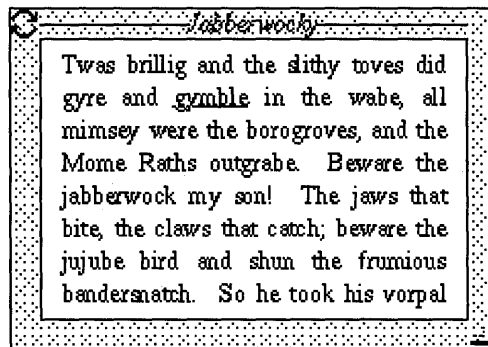 Jabberwocky
Twas brillig and the slithy toves did
gyre and gymble in the wabe, all
mimsey were the borogroves, and the
Mome Raths outgrabe. Beware the
jabberwock my son! The jaws that
bite, the claws that catch; beware the
jujube bird and shun the frumious
bandersnatch. So he took his vorpal